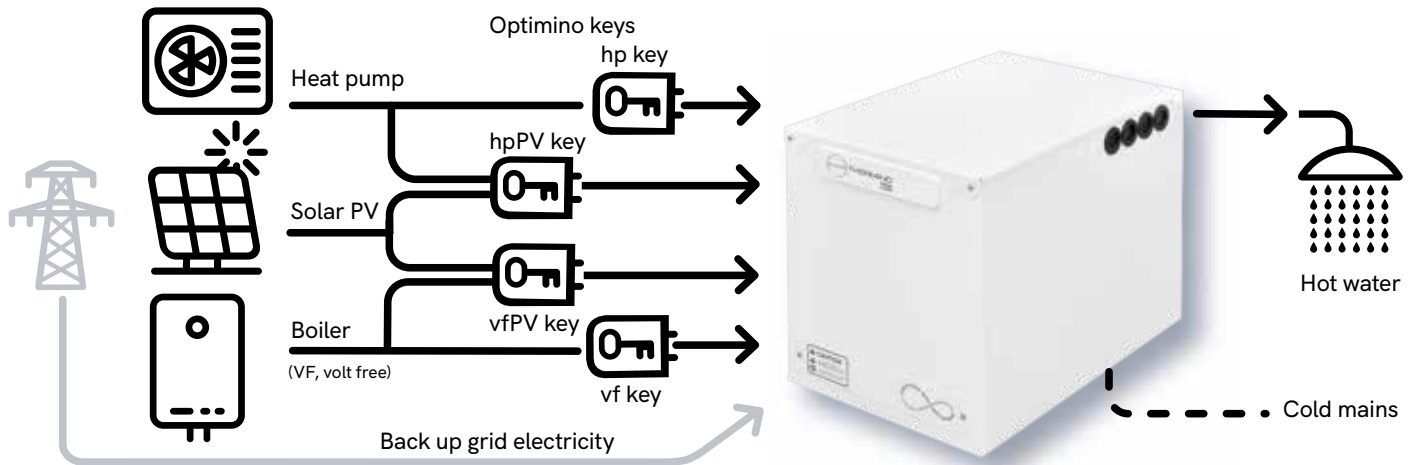 Optimino keys
hp key
Heat pump
hpPV key
Solar PV
vfPV key
Boiler
(VF, volt free)
vf key
Hot water
Cold mains
Back up grid electricity